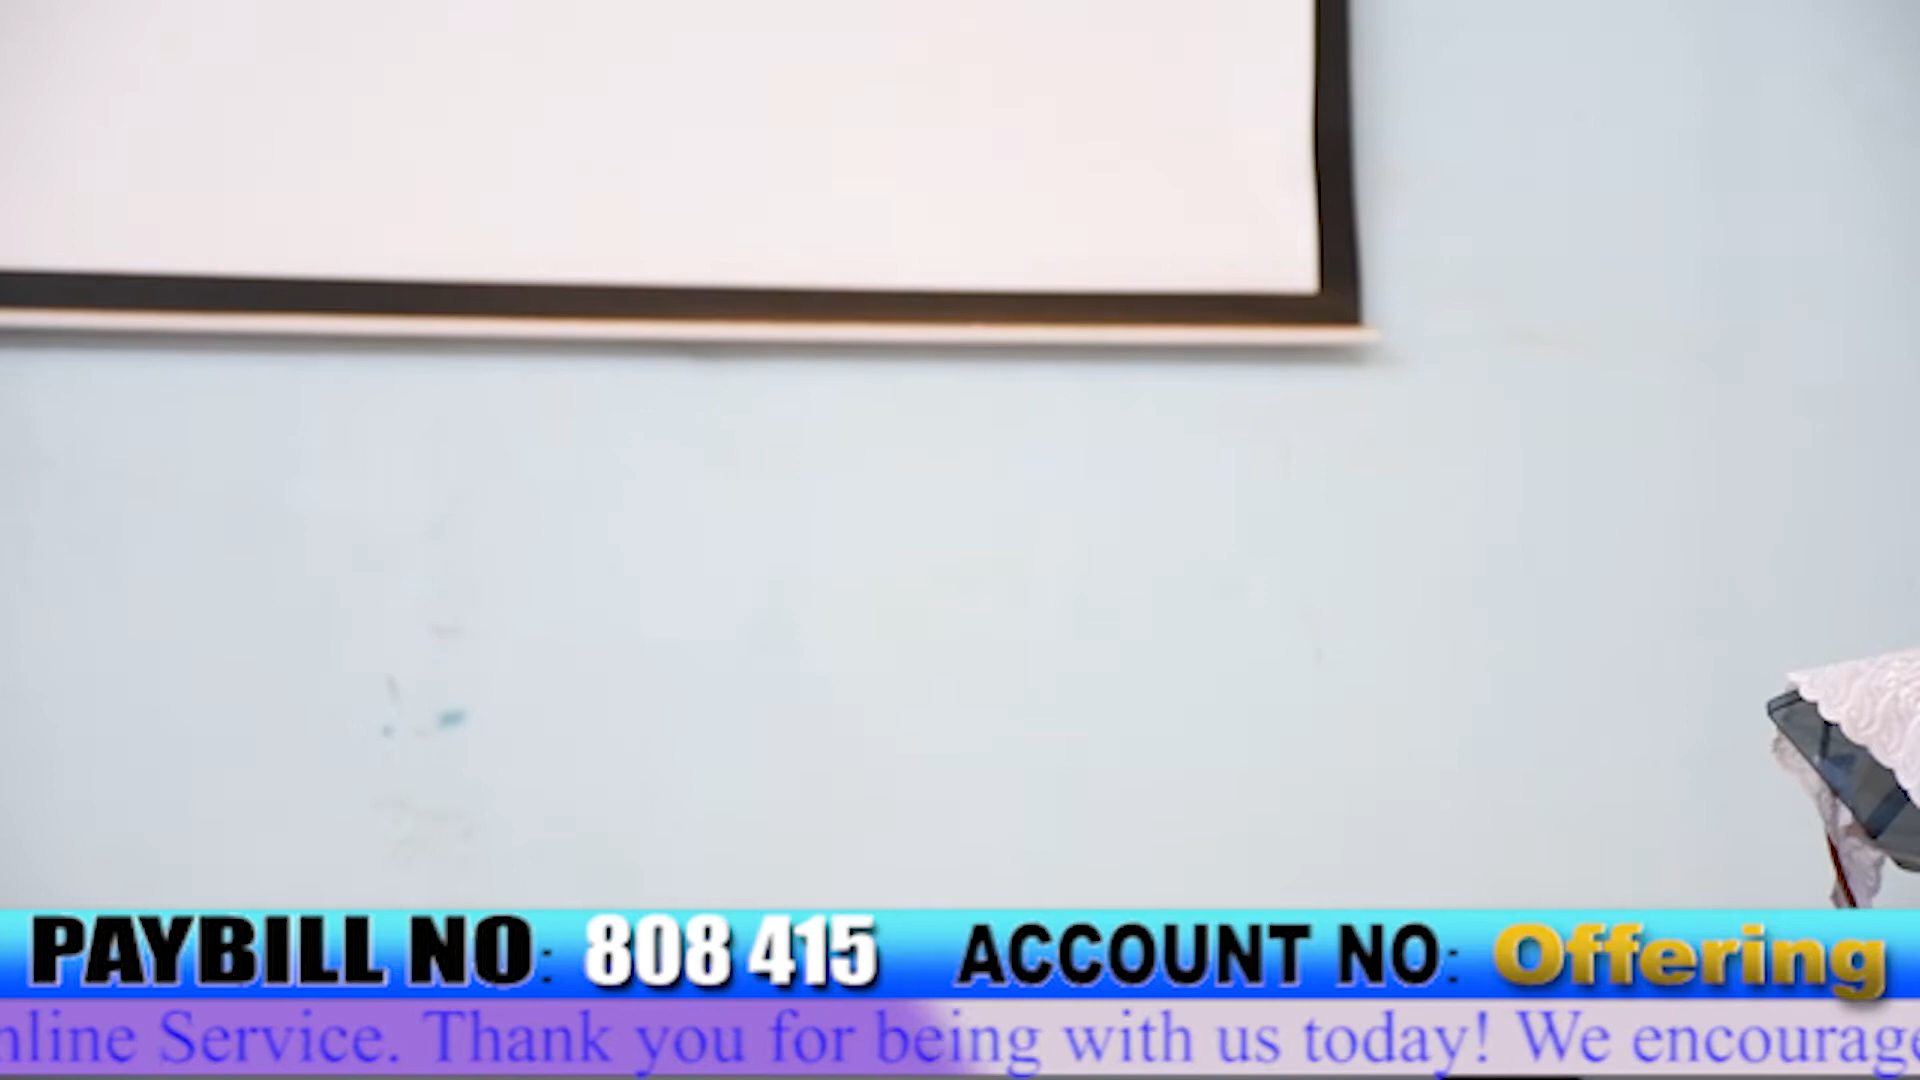 PAYBILL NO: 808 415 ACCOUNT NO: Offering
nline Service. Thank you for being with us today! We encourage